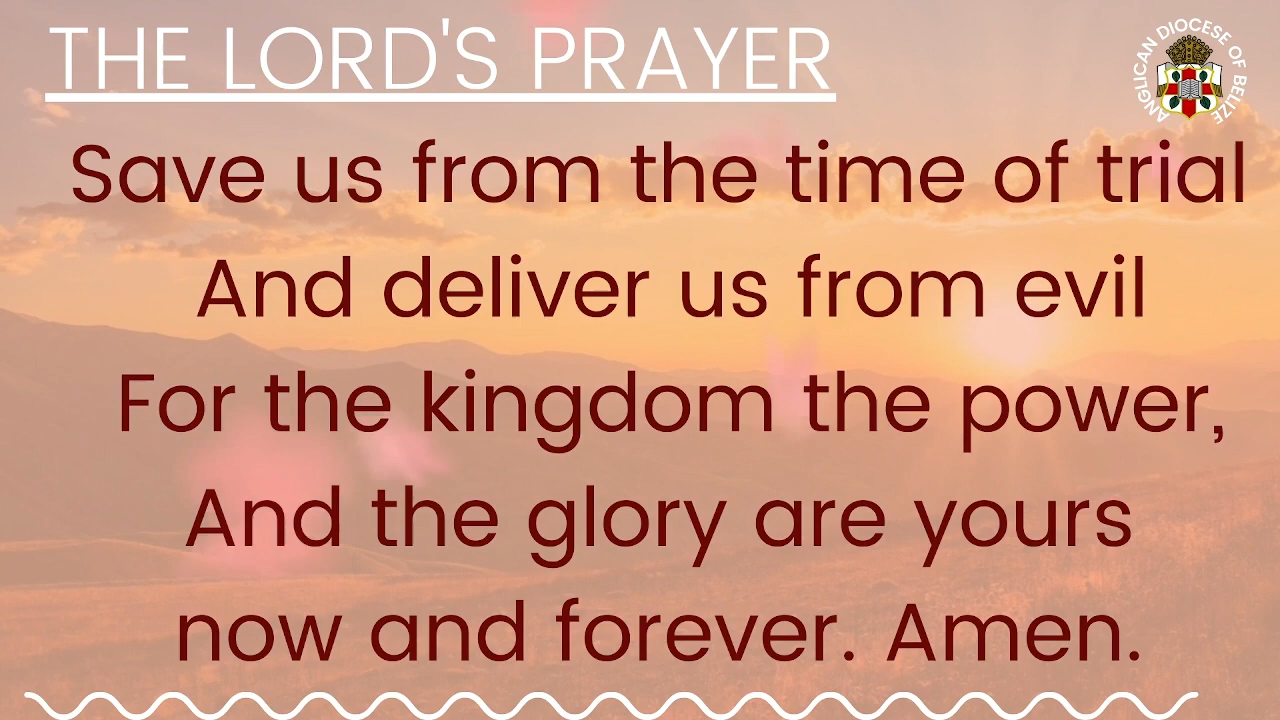 THE LORD'S PRAYER
ANGLICAN DIOCESE OF BELIZE
Save us from the time of trial
And deliver us from evil
For the kingdom the power,
And the glory are yours
now and forever. Amen.